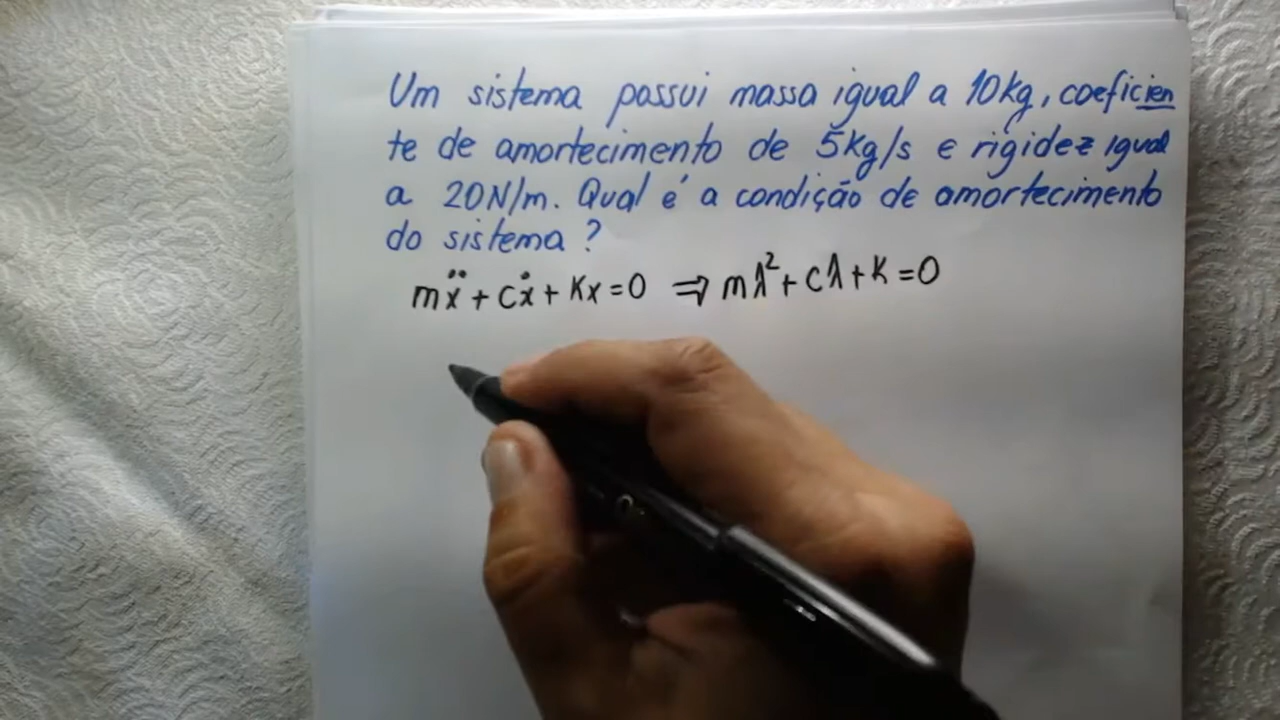 Um sistema possui massa igual a 10kg, coeficien
te de amortecimento de 5kg/s e rigidez igual
a 20N/m. Qual é a condição de amortecimento
do sistema?
mẍ + cẋ + Kx = 0 ⇒ mλ² + cλ + K = 0